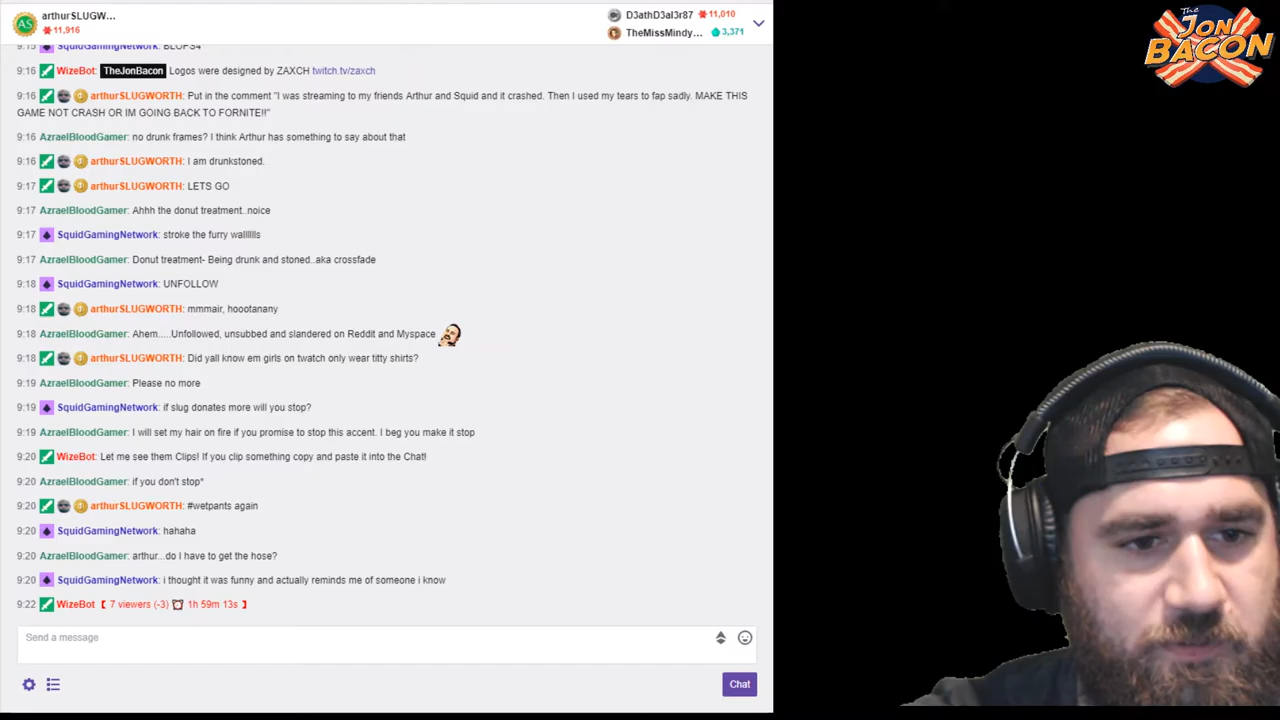 AS arthurSLUGW...
11,916
D3athD3al3r87 11,010
TheMissMindy... 3,371
The
JON
BACON
9:15 SquidGamingNetwork: BLOPS4
9:16 WizeBot: TheJonBacon Logos were designed by ZAXCH twitch.tv/zaxch
9:16 arthurSLUGWORTH: Put in the comment "I was streaming to my friends Arthur and Squid and it crashed. Then I used my tears to fap sadly. MAKE THIS
GAME NOT CRASH OR IM GOING BACK TO FORNITE!!"
9:16 AzraelBloodGamer: no drunk frames? I think Arthur has something to say about that
9:16 arthurSLUGWORTH: I am drunkstoned.
9:17 arthurSLUGWORTH: LETS GO
9:17 AzraelBloodGamer: Ahhh the donut treatment..noice
9:17 SquidGamingNetwork: stroke the furry wallllllls
9:17 AzraelBloodGamer: Donut treatment- Being drunk and stoned..aka crossfade
9:18 SquidGamingNetwork: UNFOLLOW
9:18 arthurSLUGWORTH: mmmair, hoootanany
9:18 AzraelBloodGamer: Ahem.....Unfollowed, unsubbed and slandered on Reddit and Myspace
9:18 arthurSLUGWORTH: Did yall know em girls on twatch only wear titty shirts?
9:19 AzraelBloodGamer: Please no more
9:19 SquidGamingNetwork: if slug donates more will you stop?
9:19 AzraelBloodGamer: I will set my hair on fire if you promise to stop this accent. I beg you make it stop
9:20 WizeBot: Let me see them Clips! If you clip something copy and paste it into the Chat!
9:20 AzraelBloodGamer: if you don't stop*
9:20 arthurSLUGWORTH: #wetpants again
9:20 SquidGamingNetwork: hahaha
9:20 AzraelBloodGamer: arthur...do I have to get the hose?
9:20 SquidGamingNetwork: i thought it was funny and actually reminds me of someone i know
9:22 WizeBot 【 7 viewers (-3) ⏰ 1h 59m 13s 】
Send a message
Chat